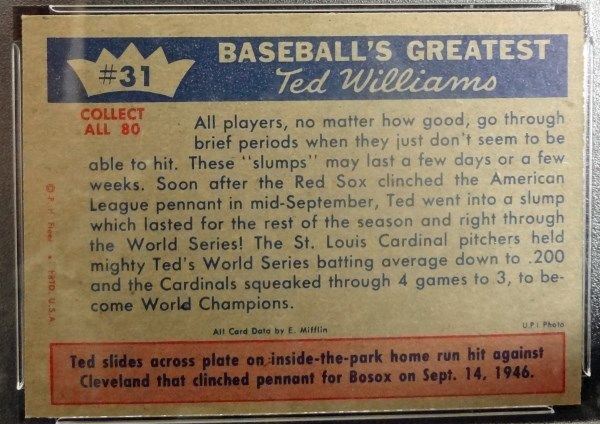 #31
BASEBALL'S GREATEST
Ted Williams
COLLECT
ALL 80
All players, no matter how good, go through
brief periods when they just don't seem to be
able to hit. These "slumps" may last a few days or a few
weeks. Soon after the Red Sox clinched the American
League pennant in mid-September, Ted went into a slump
which lasted for the rest of the season and right through
the World Series! The St. Louis Cardinal pitchers held
mighty Ted's World Series batting average down to .200
and the Cardinals squeaked through 4 games to 3, to be-
come World Champions.
© F. H. Fleer • PRTD. U.S.A.
All Card Data by E. Mifflin
U.P.I Photo
Ted slides across plate on inside-the-park home run hit against
Cleveland that clinched pennant for Bosox on Sept. 14, 1946.